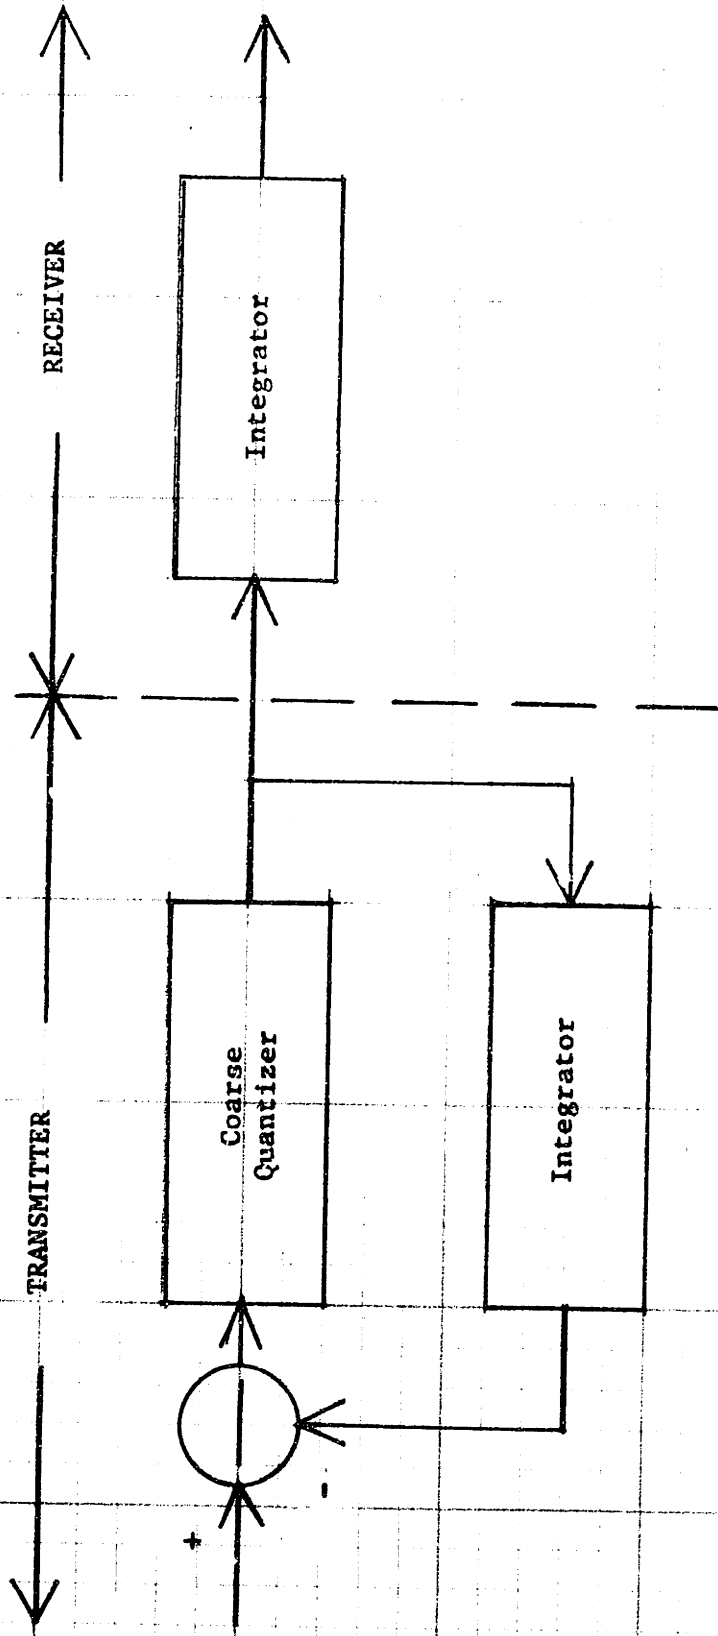 TRANSMITTER
RECEIVER
+
-
Coarse
Quantizer
Integrator
Integrator